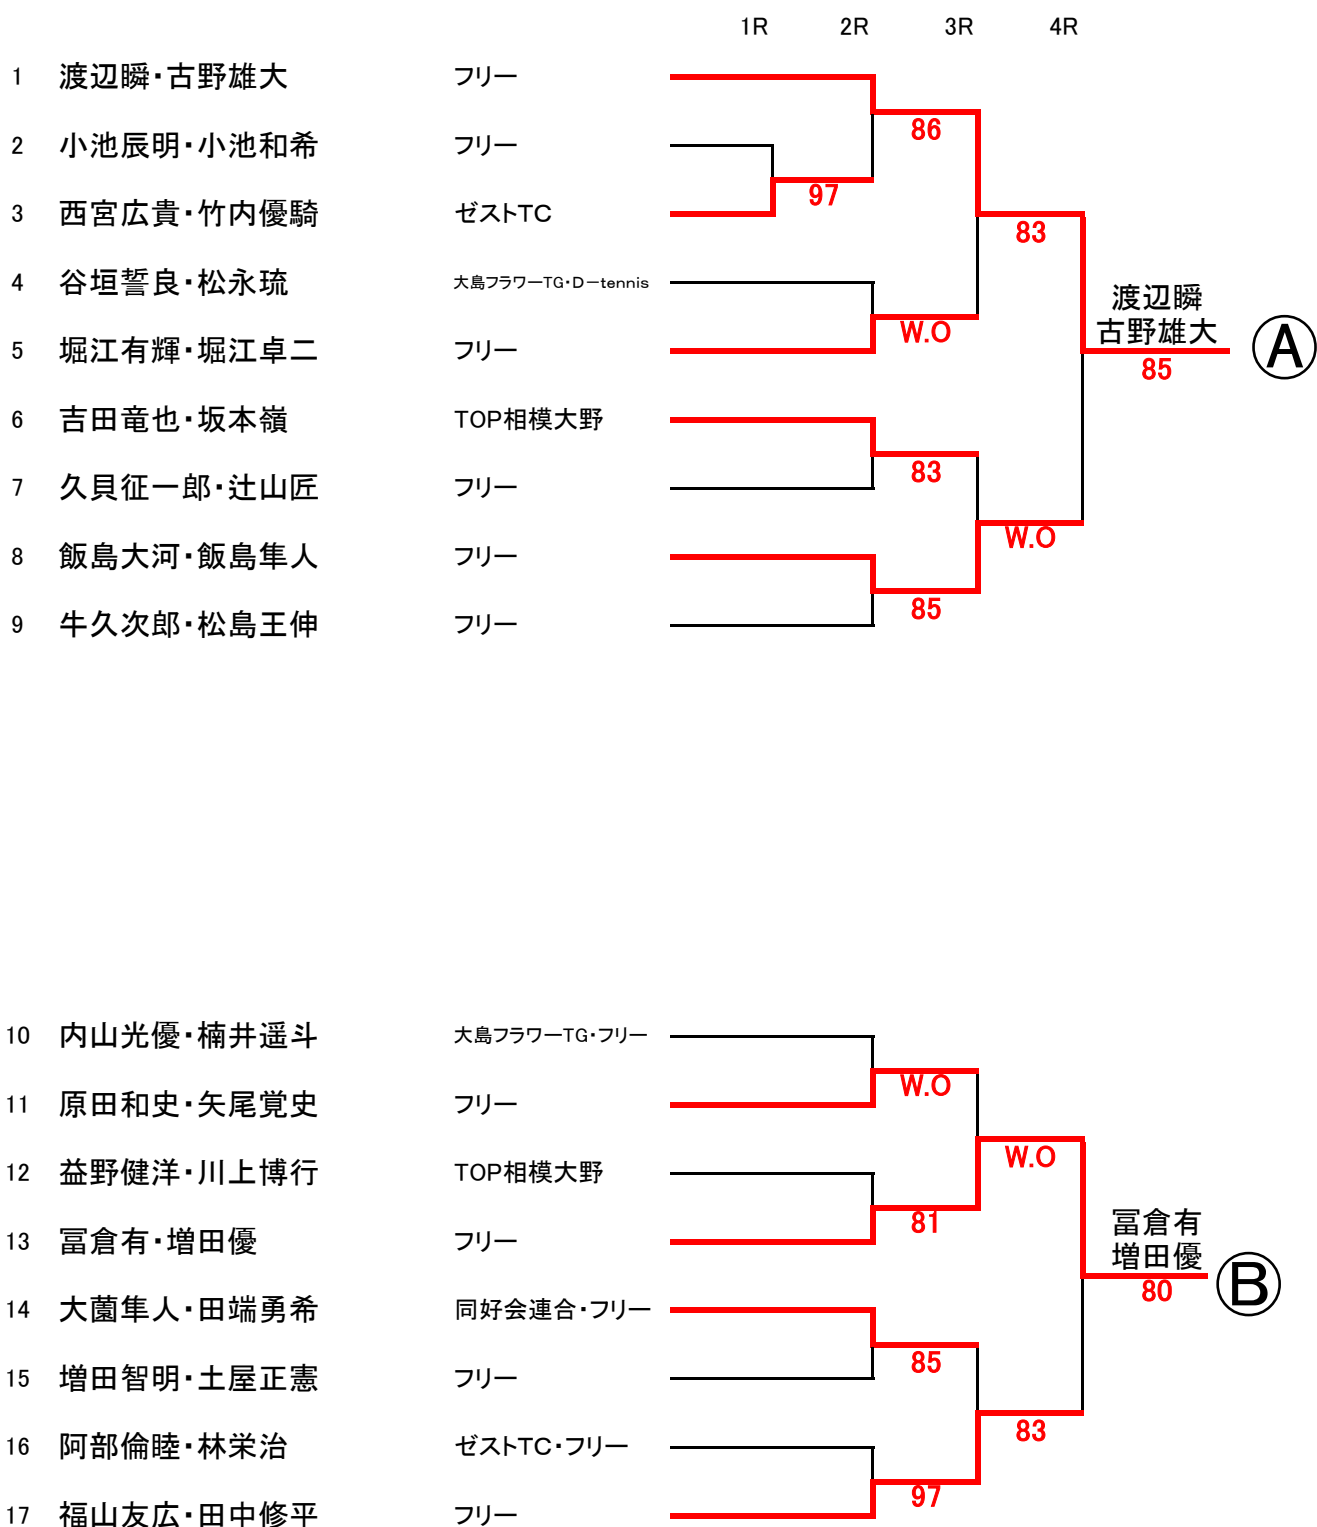 1R 2R 3R 4R
1 渡辺瞬・古野雄大 フリー
86
2 小池辰明・小池和希 フリー
97
3 西宮広貴・竹内優騎 ゼストTC
83
4 谷垣誓良・松永琉 大島フラワーTG・D－tennis
渡辺瞬
古野雄大
W.O
5 堀江有輝・堀江卓二 フリー
85
A
6 吉田竜也・坂本嶺 TOP相模大野
83
7 久貝征一郎・辻山匠 フリー
W.O
8 飯島大河・飯島隼人 フリー
85
9 牛久次郎・松島王伸 フリー
10 内山光優・楠井遥斗 大島フラワーTG・フリー
W.O
11 原田和史・矢尾覚史 フリー
W.O
12 益野健洋・川上博行 TOP相模大野
81
13 冨倉有・増田優 フリー
冨倉有
増田優
80
B
14 大薗隼人・田端勇希 同好会連合・フリー
85
15 増田智明・土屋正憲 フリー
83
16 阿部倫睦・林栄治 ゼストTC・フリー
97
17 福山友広・田中修平 フリー